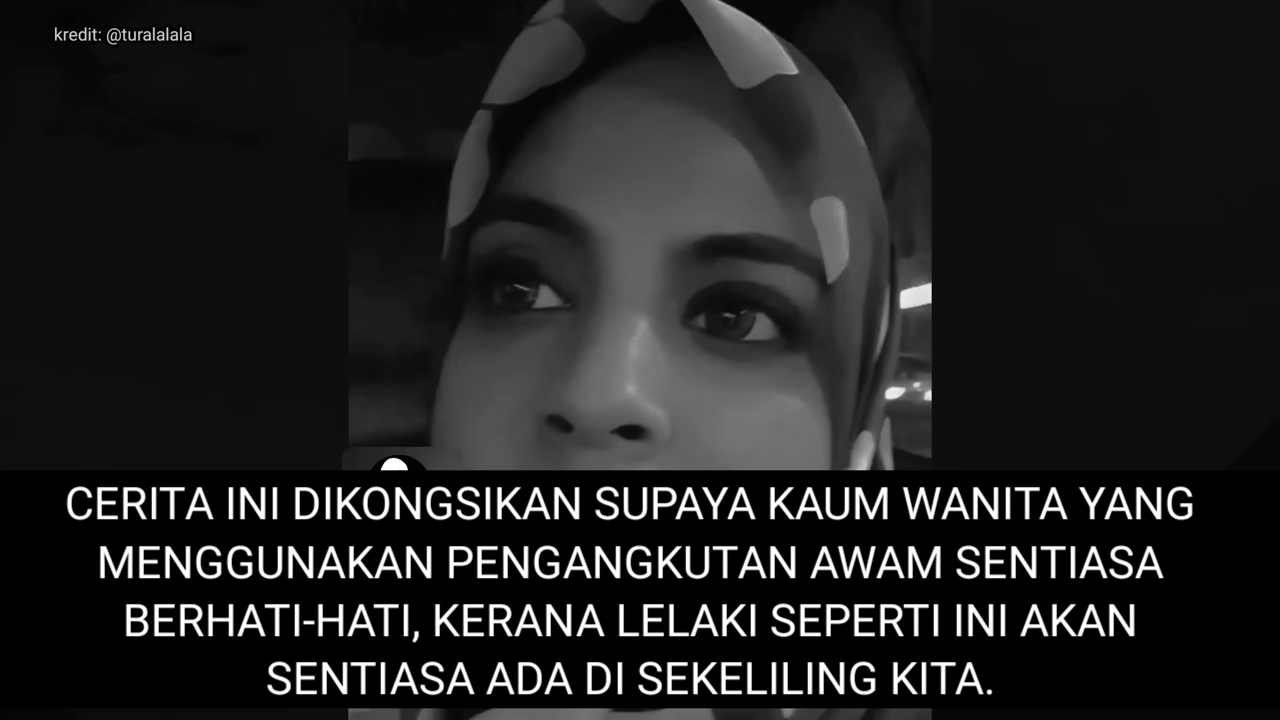 kredit: @turalalala
CERITA INI DIKONGSIKAN SUPAYA KAUM WANITA YANG
MENGGUNAKAN PENGANGKUTAN AWAM SENTIASA
BERHATI-HATI, KERANA LELAKI SEPERTI INI AKAN
SENTIASA ADA DI SEKELILING KITA.